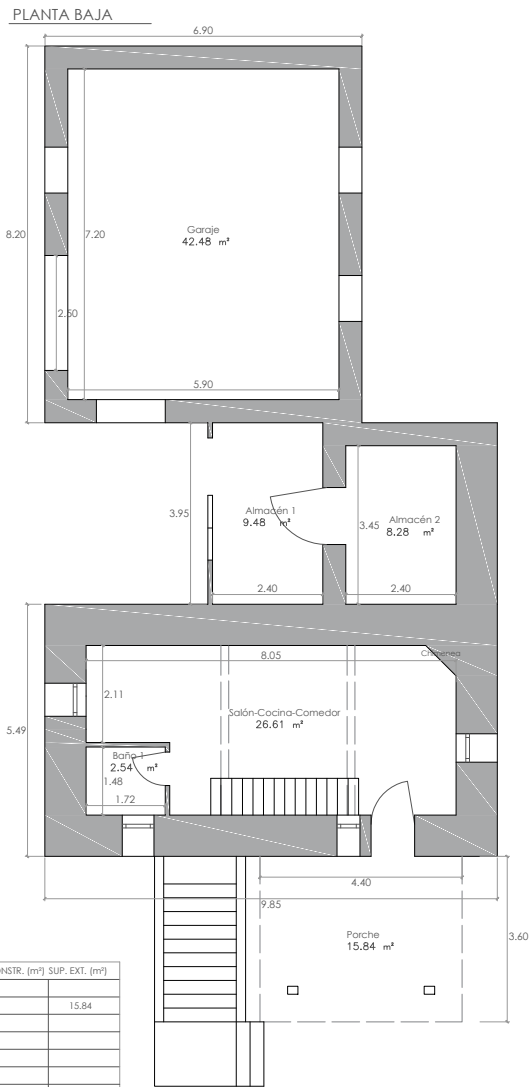 PLANTA BAJA
6.90
8.20
7.20
Garaje
42.48 m²
2.50
5.90
3.95
Almacén 1
9.48 m²
3.45
Almacén 2
8.28 m²
2.40
2.40
8.05
Chimenea
2.11
Salón-Cocina-Comedor
26.61 m²
5.49
Baño 1
2.54 m²
1.48
1.72
4.40
9.85
Porche
15.84 m²
3.60
ONSTR. (m²) SUP. EXT. (m²)
15.84